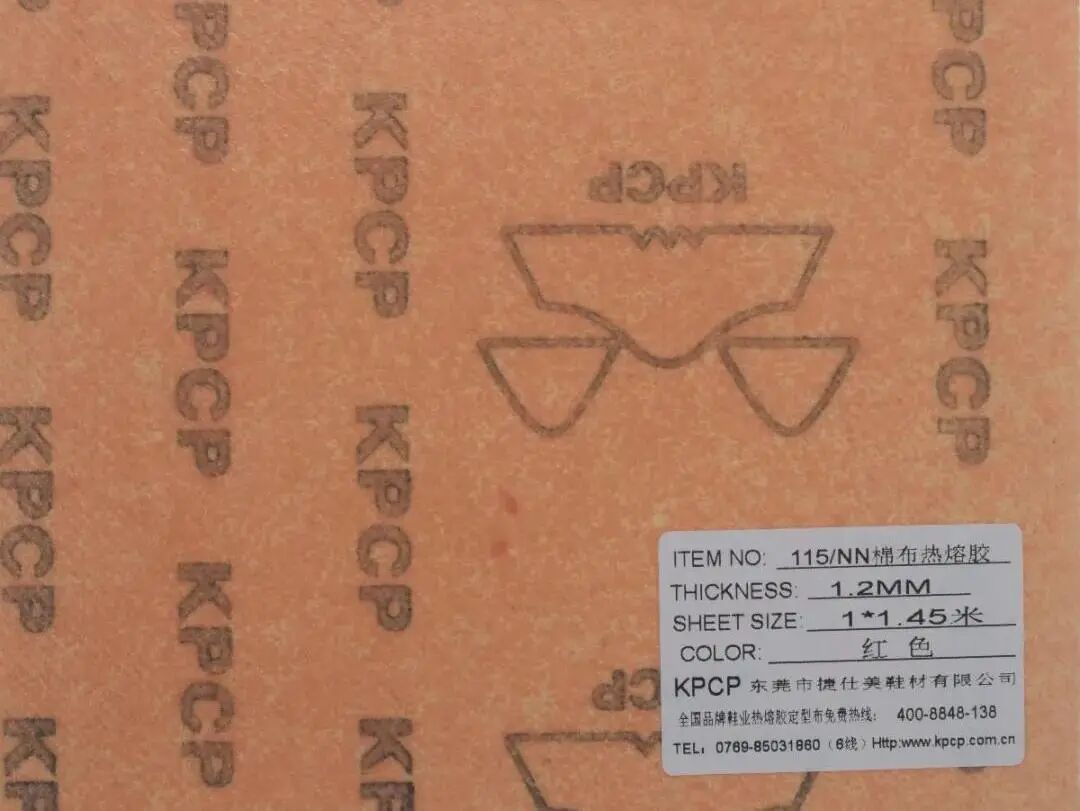 KPCP
KPCP
KPCP
KPCP
KPCP
KPCP
KPCP
KPCP
KPCP
KPCP
KPCP
ITEM NO: 115/NN棉布热熔胶
THICKNESS: 1.2MM
SHEET SIZE: 1*1.45米
COLOR: 红 色
KPCP 东莞市捷仕美鞋材有限公司
全国品牌鞋业热熔胶定型布免费热线: 400-8848-138
TEL: 0769-85031860(6线)Http:www.kpcp.com.cn